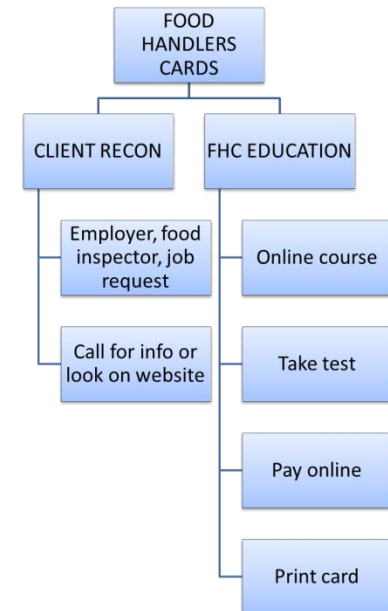 FOOD
HANDLERS
CARDS
CLIENT RECON
Employer, food
inspector, job
request
Call for info or
look on website
FHC EDUCATION
Online course
Take test
Pay online
Print card